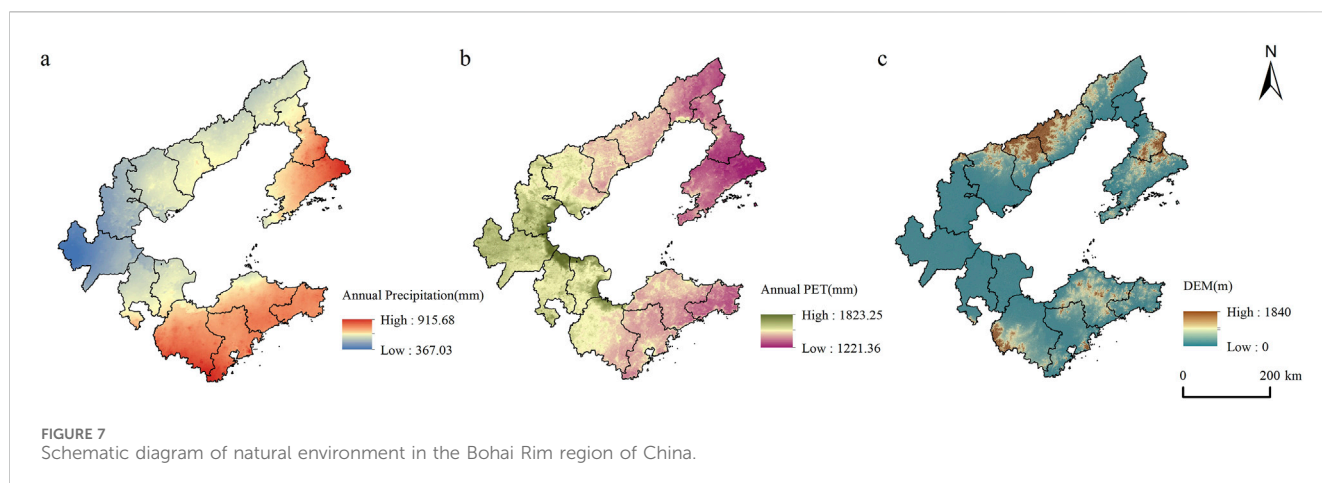 a
b
c
N
Annual Precipitation(mm)
High : 915.68
Low : 367.03
Annual PET(mm)
High : 1823.25
Low : 1221.36
DEM(m)
High : 1840
Low : 0
0 200 km
FIGURE 7
Schematic diagram of natural environment in the Bohai Rim region of China.